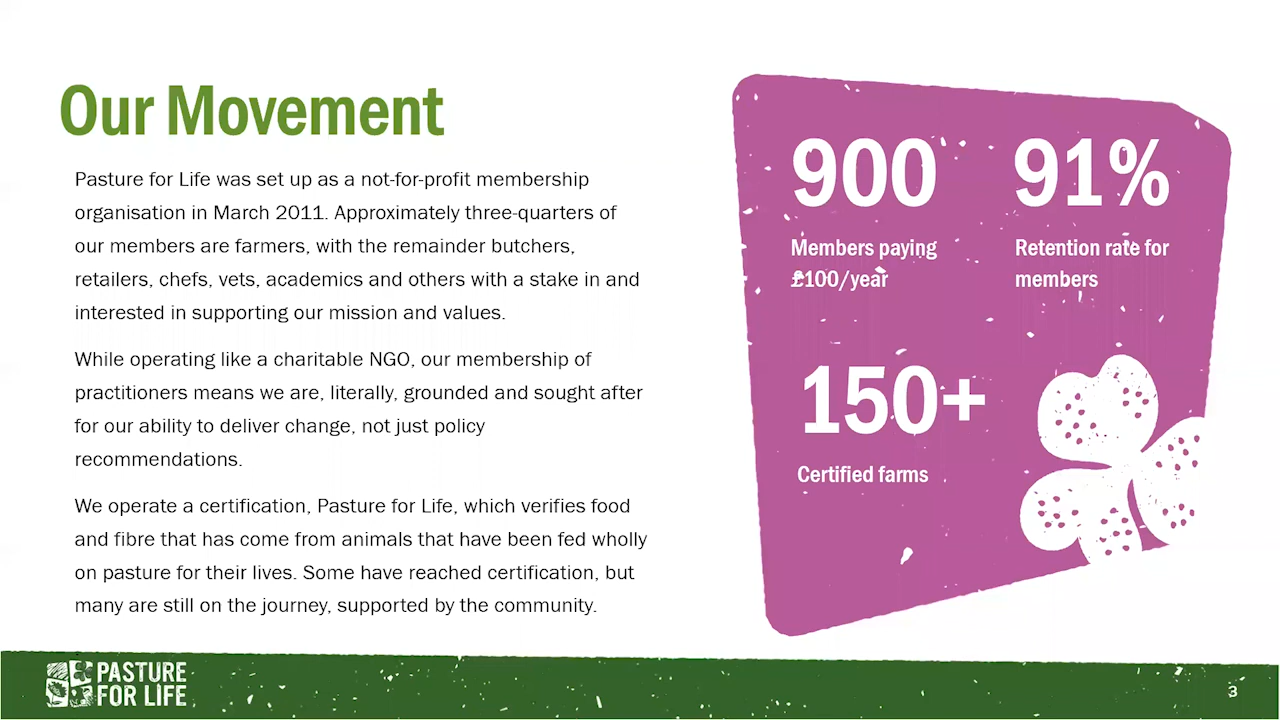 Our Movement
Pasture for Life was set up as a not-for-profit membership
organisation in March 2011. Approximately three-quarters of
our members are farmers, with the remainder butchers,
retailers, chefs, vets, academics and others with a stake in and
interested in supporting our mission and values.
While operating like a charitable NGO, our membership of
practitioners means we are, literally, grounded and sought after
for our ability to deliver change, not just policy
recommendations.
We operate a certification, Pasture for Life, which verifies food
and fibre that has come from animals that have been fed wholly
on pasture for their lives. Some have reached certification, but
many are still on the journey, supported by the community.
900
Members paying
£100/year
91%
Retention rate for
members
150+
Certified farms
PASTURE
FOR LIFE
3